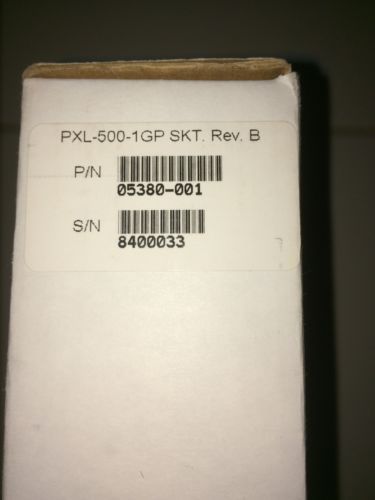 PXL-500-1GP SKT. Rev. B
P/N
05380-001
S/N
8400033